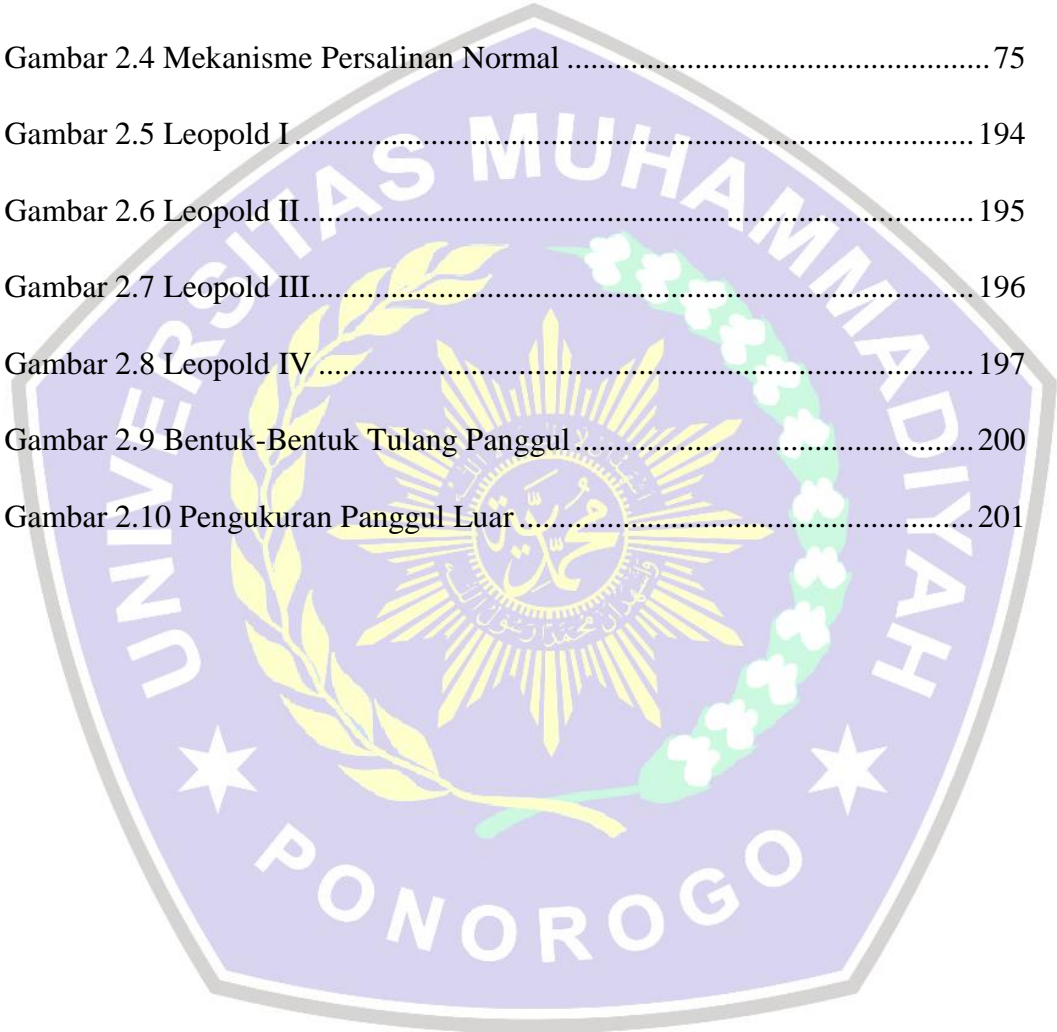 Gambar 2.4 Mekanisme Persalinan Normal ..................................................... 75
Gambar 2.5 Leopold I ..................................................................................... 194
Gambar 2.6 Leopold II .................................................................................... 195
Gambar 2.7 Leopold III................................................................................... 196
Gambar 2.8 Leopold IV .................................................................................. 197
Gambar 2.9 Bentuk-Bentuk Tulang Panggul .................................................. 200
Gambar 2.10 Pengukuran Panggul Luar ......................................................... 201
UNIVERSITAS MUHAMMADIYAH
PONOROGO